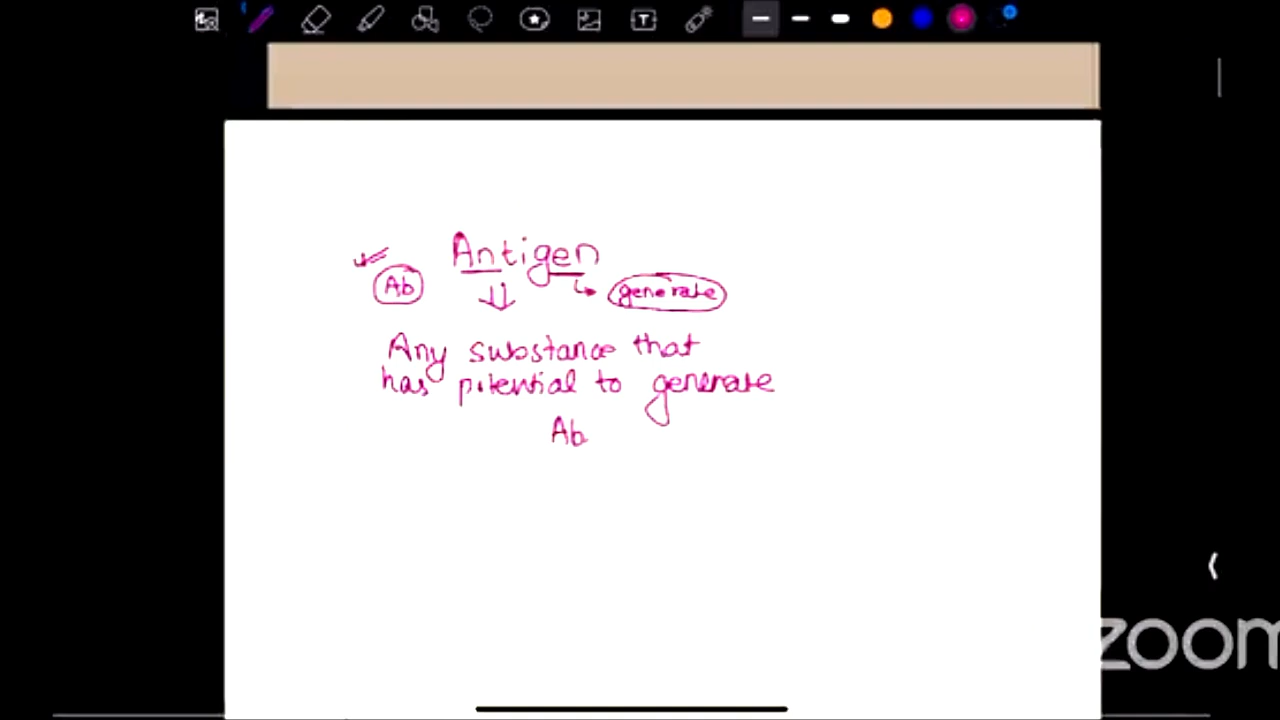 Antigen
Ab
generate
Any substance that
has potential to generate
Ab
zoom